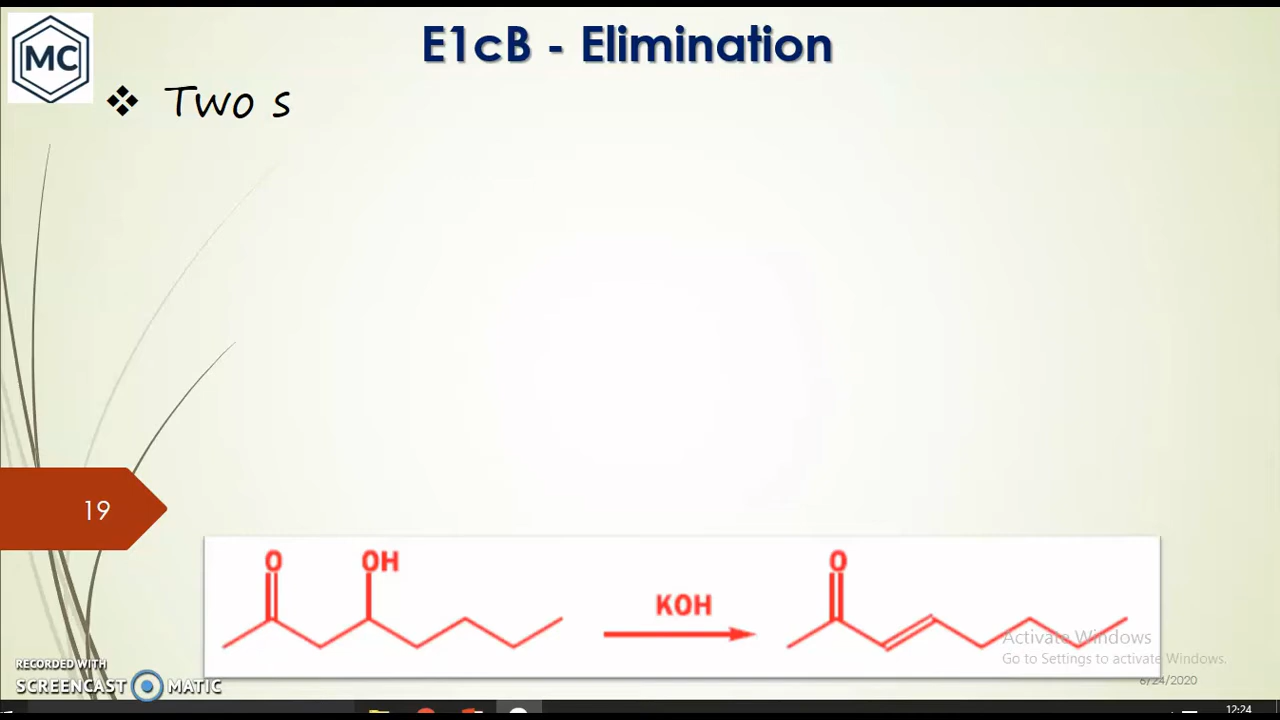 MC
E1cB - Elimination
❖ Two s
19
O OH KOH O
Activate Windows
Go to Settings to activate Windows.
6/24/2020
RECORDED WITH
SCREENCAST MATIC
12:24